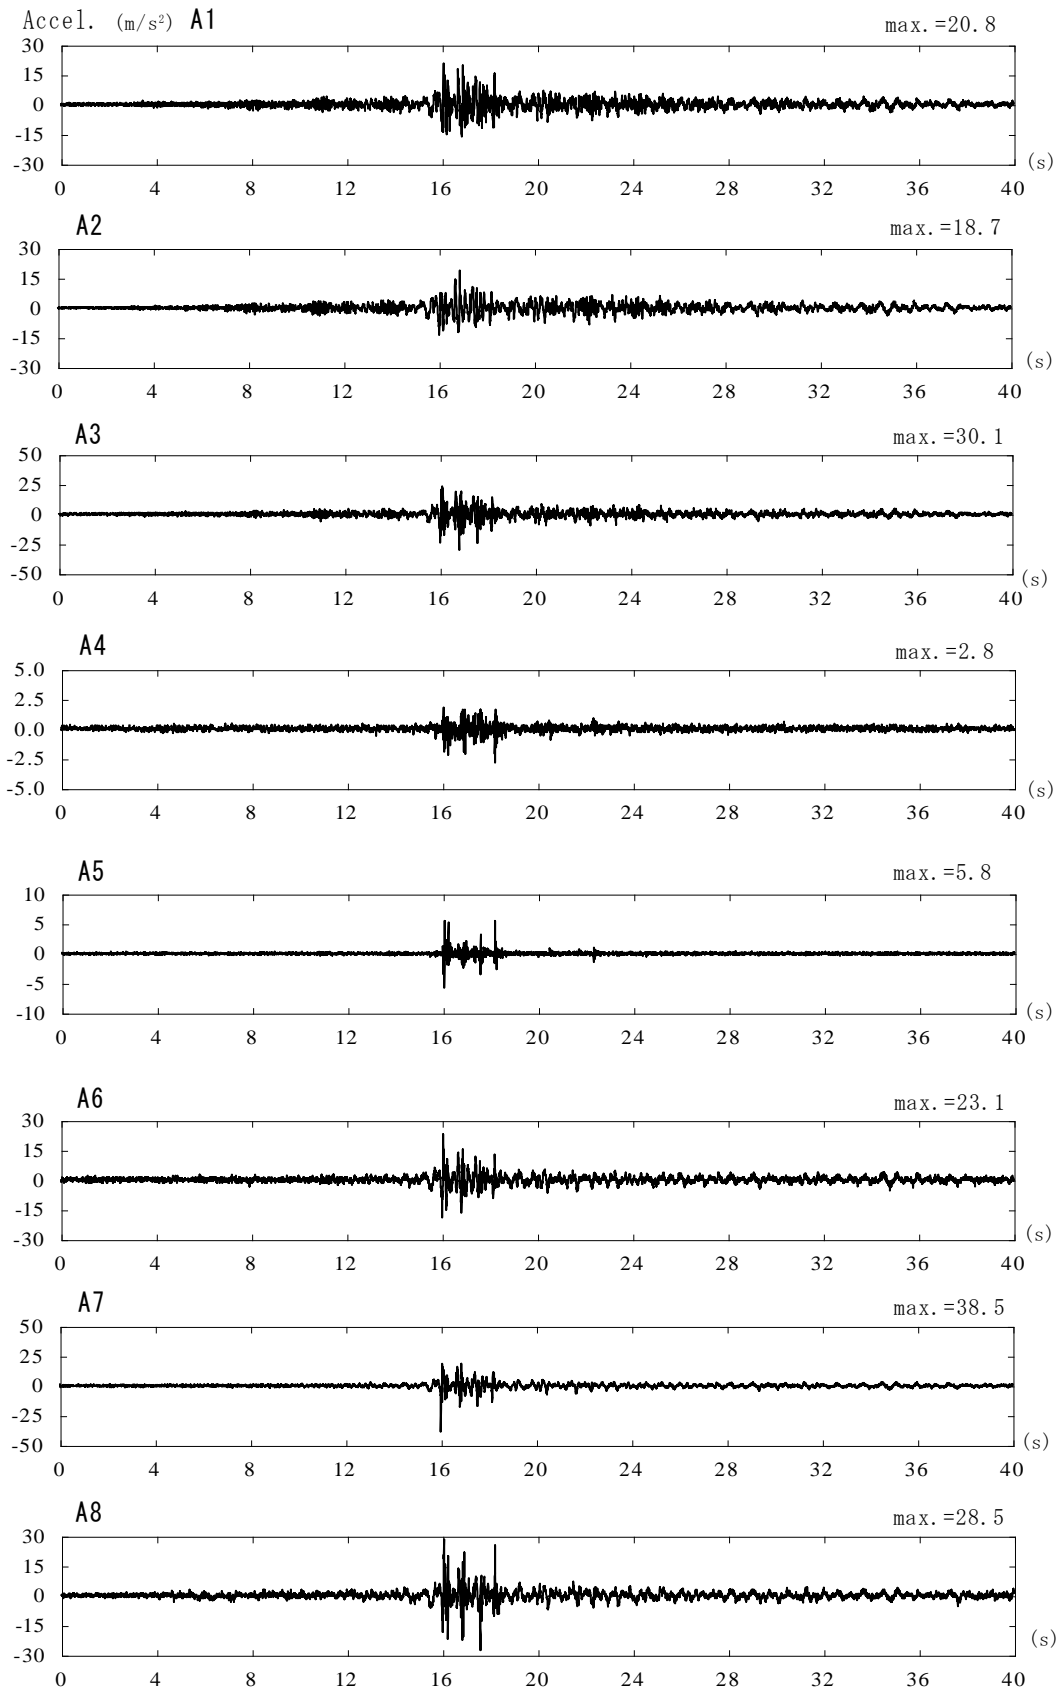 Accel. (m/s²) A1 max.=20.8
30
15
0
-15
-30
(s)
0 4 8 12 16 20 24 28 32 36 40
A2 max.=18.7
30
15
0
-15
-30
(s)
0 4 8 12 16 20 24 28 32 36 40
A3 max.=30.1
50
25
0
-25
-50
(s)
0 4 8 12 16 20 24 28 32 36 40
A4 max.=2.8
5.0
2.5
0.0
-2.5
-5.0
(s)
0 4 8 12 16 20 24 28 32 36 40
A5 max.=5.8
10
5
0
-5
-10
(s)
0 4 8 12 16 20 24 28 32 36 40
A6 max.=23.1
30
15
0
-15
-30
(s)
0 4 8 12 16 20 24 28 32 36 40
A7 max.=38.5
50
25
0
-25
-50
(s)
0 4 8 12 16 20 24 28 32 36 40
A8 max.=28.5
30
15
0
-15
-30
(s)
0 4 8 12 16 20 24 28 32 36 40